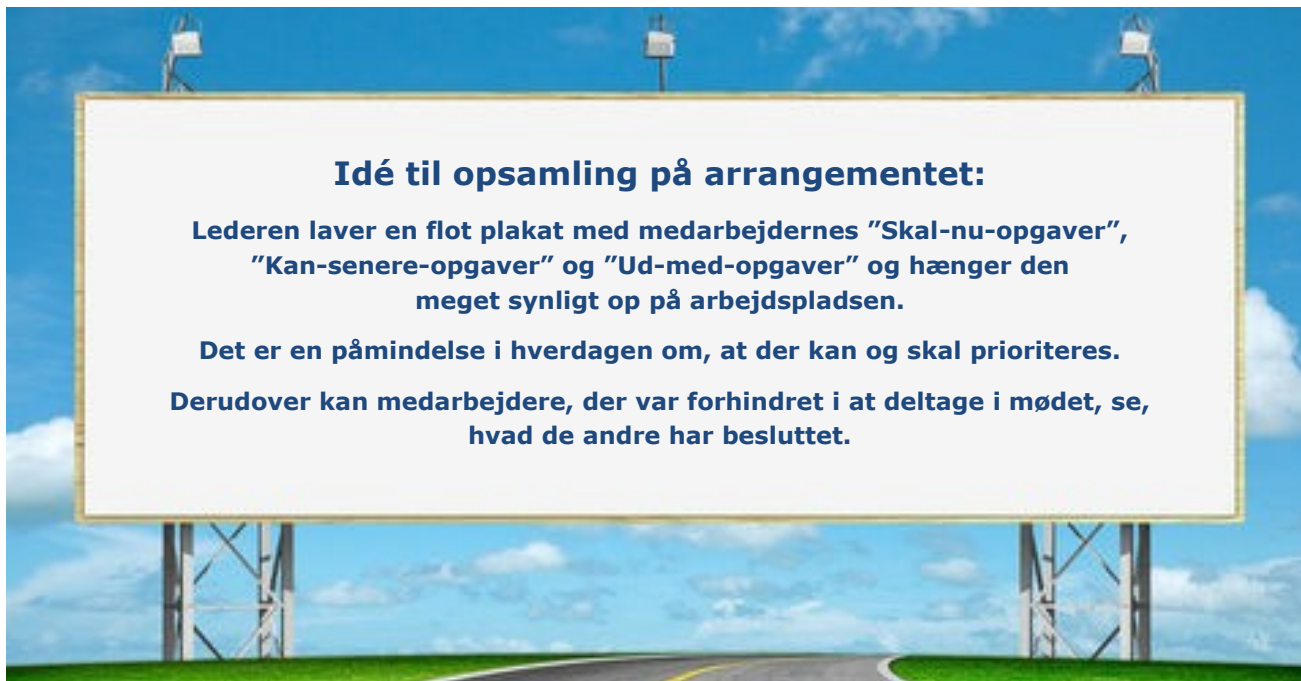 Idé til opsamling på arrangementet:
Lederen laver en flot plakat med medarbejdernes ”Skal-nu-opgaver”,
”Kan-senere-opgaver” og ”Ud-med-opgaver” og hænger den
meget synligt op på arbejdspladsen.
Det er en påmindelse i hverdagen om, at der kan og skal prioriteres.
Derudover kan medarbejdere, der var forhindret i at deltage i mødet, se,
hvad de andre har besluttet.